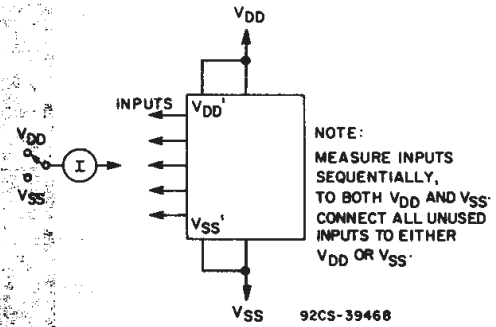 VDD
INPUTS
VDD'
VDD
I
VSS
VSS'
NOTE:
MEASURE INPUTS
SEQUENTIALLY,
TO BOTH VDD AND VSS.
CONNECT ALL UNUSED
INPUTS TO EITHER
VDD OR VSS.
VSS
92CS-39468